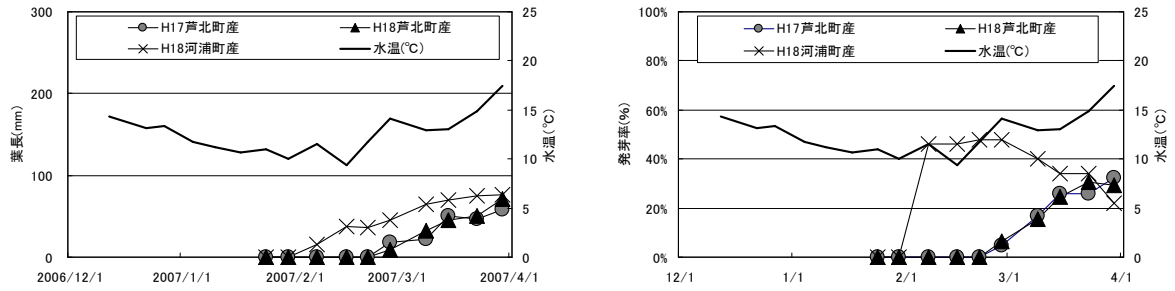 300
200
100
0
葉長(mm)
H17芦北町産
H18芦北町産
H18河浦町産
水温(℃)
25
20
15
10
5
0
水温(℃)
2006/12/1
2007/1/1
2007/2/1
2007/3/1
2007/4/1
100%
80%
60%
40%
20%
0%
発芽率(%)
H17芦北町産
H18芦北町産
H18河浦町産
水温(℃)
25
20
15
10
5
0
水温(℃)
12/1
1/1
2/1
3/1
4/1